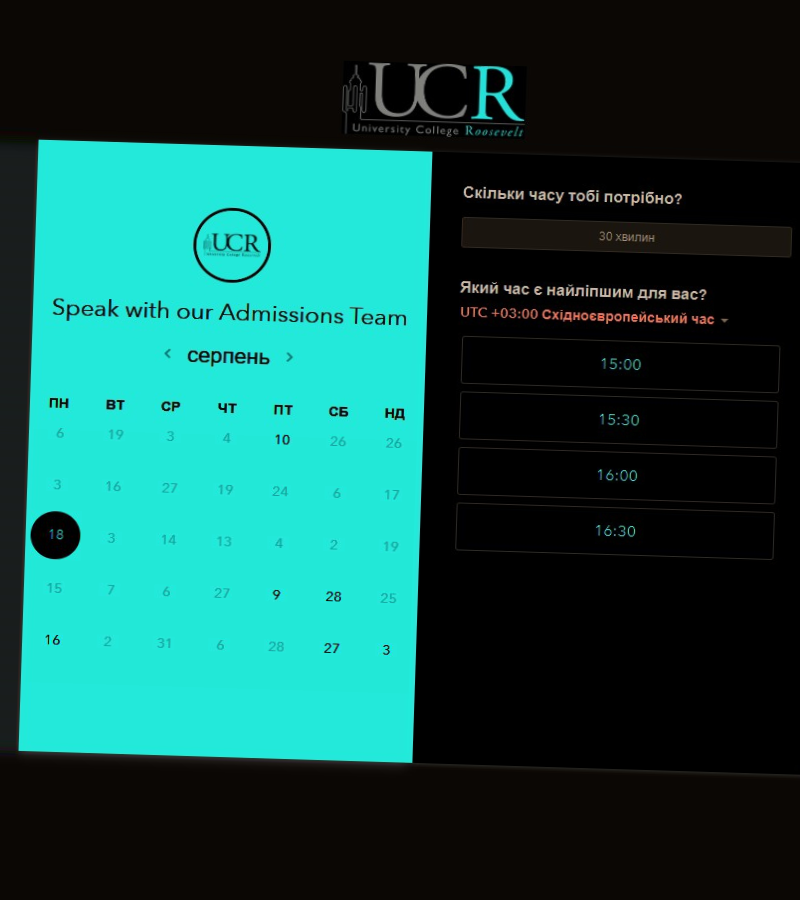 UCR
University College Roosevelt
UCR
University College Roosevelt
Speak with our Admissions Team
серпень
ПН ВТ СР ЧТ ПТ СБ НД
6 19 3 4 10 26 26
3 16 27 19 24 6 17
18 3 14 13 4 2 19
15 7 6 27 9 28 25
16 2 31 6 28 27 3
Скільки часу тобі потрібно?
30 хвилин
Який час є найліпшим для вас?
UTC +03:00 Східноєвропейський час
15:00
15:30
16:00
16:30